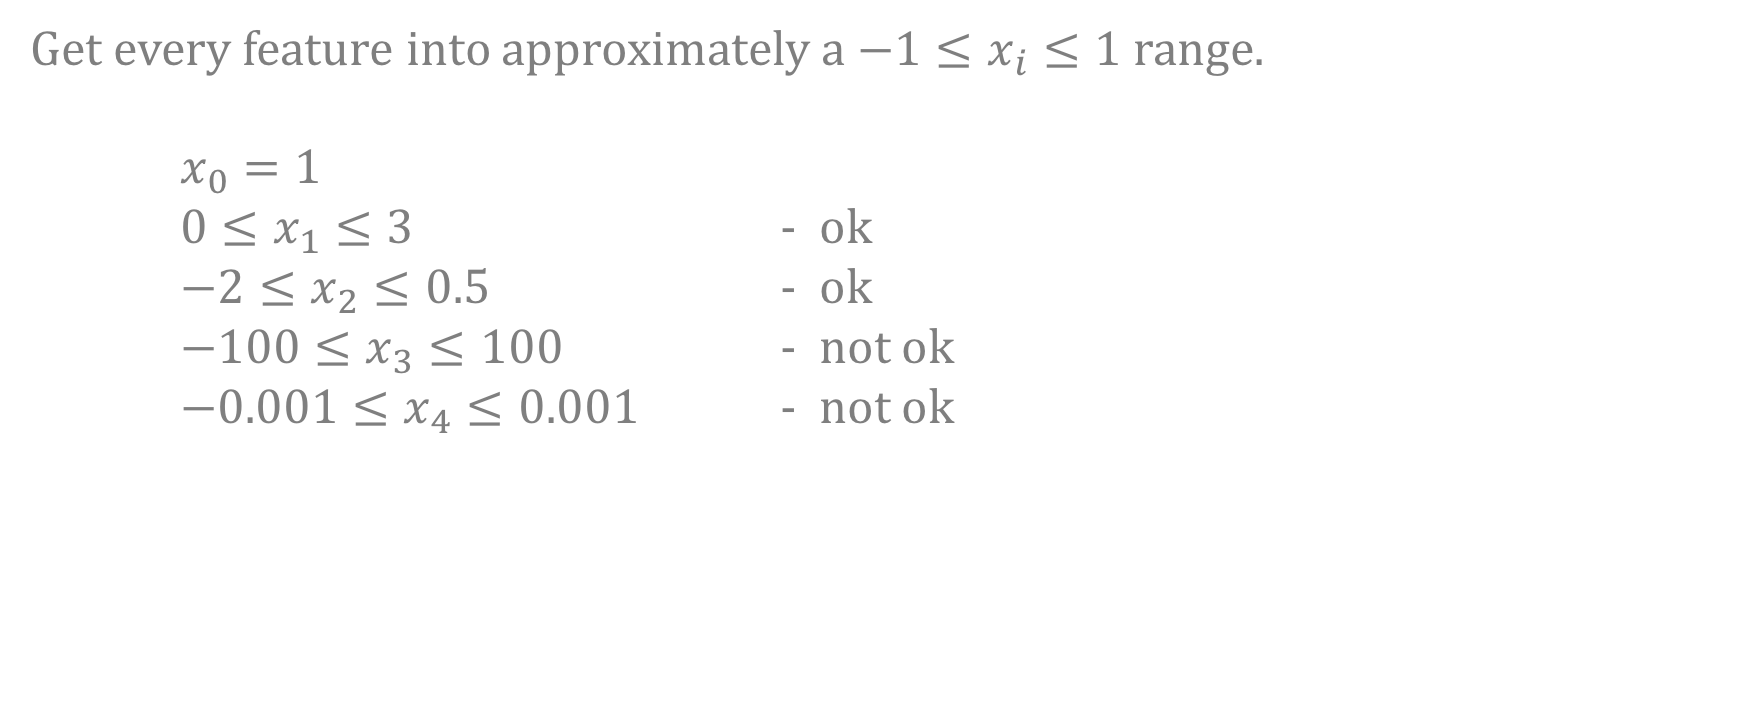 Get every feature into approximately a −1 ≤ xᵢ ≤ 1 range.
x₀ = 1
0 ≤ x₁ ≤ 3 - ok
−2 ≤ x₂ ≤ 0.5 - ok
−100 ≤ x₃ ≤ 100 - not ok
−0.001 ≤ x₄ ≤ 0.001 - not ok